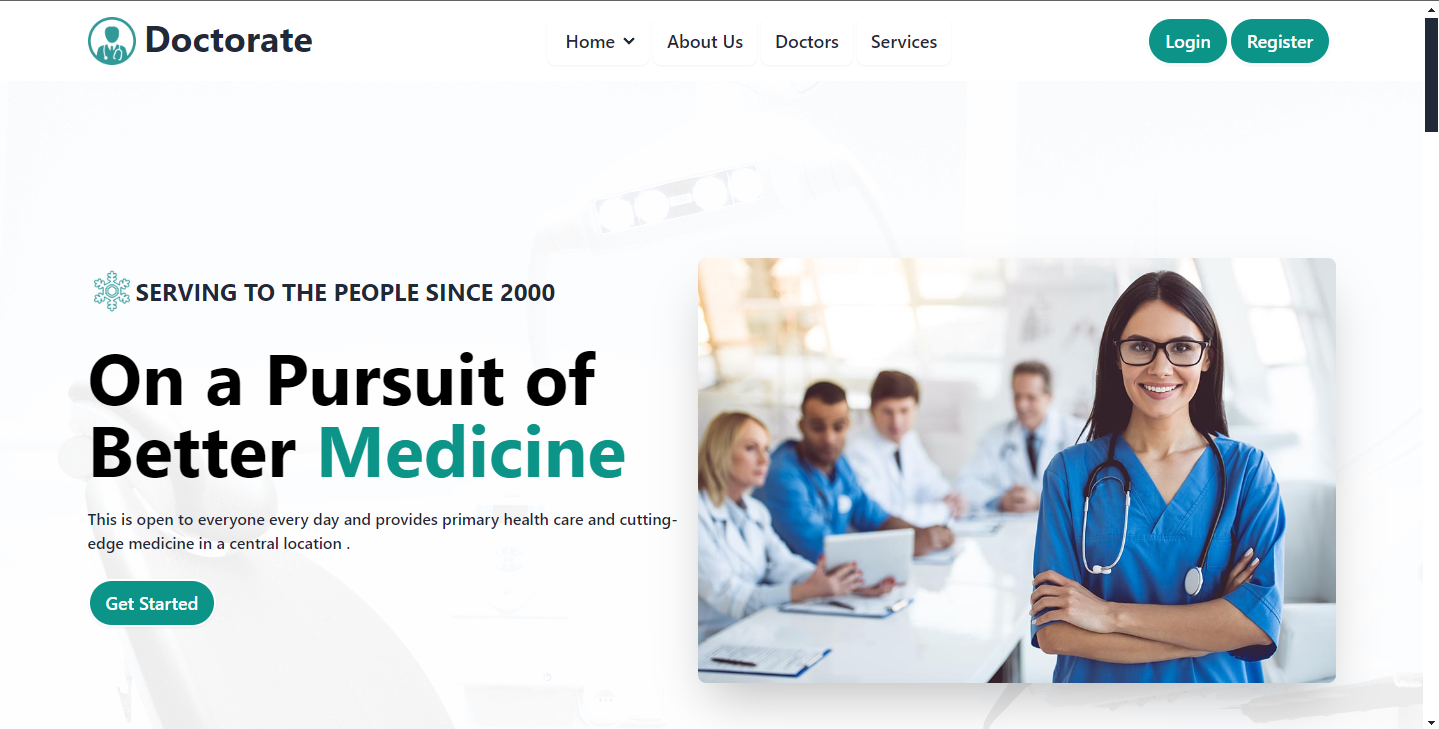 Doctorate
Home
About Us
Doctors
Services
Login
Register
SERVING TO THE PEOPLE SINCE 2000
On a Pursuit of
Better Medicine
This is open to everyone every day and provides primary health care and cutting-
edge medicine in a central location .
Get Started